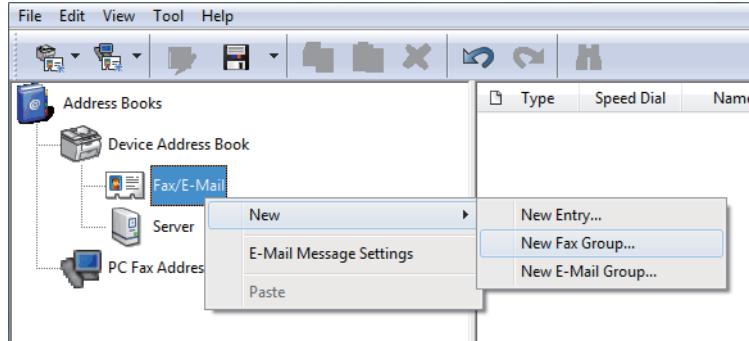 File Edit View Tool Help
Address Books
Device Address Book
Fax/E-Mail
Server
PC Fax Addres
Type Speed Dial Name
New
E-Mail Message Settings
Paste
New Entry...
New Fax Group...
New E-Mail Group...